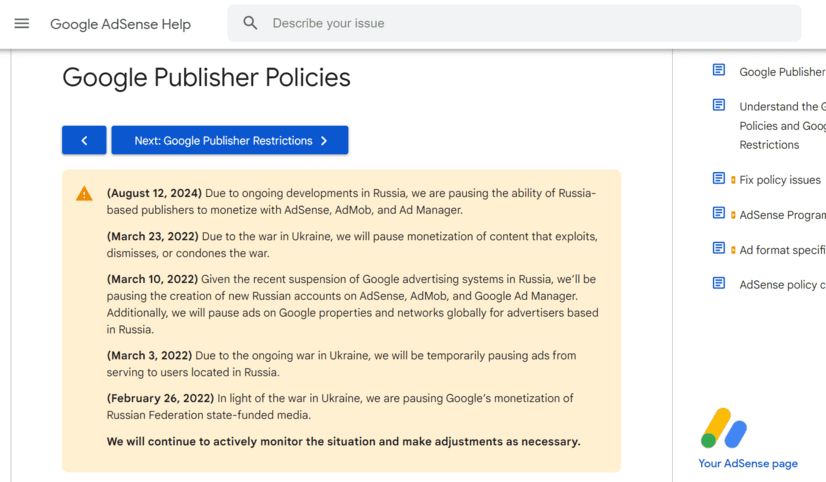 Google AdSense Help
Describe your issue
Google Publisher Policies
Next: Google Publisher Restrictions
(August 12, 2024) Due to ongoing developments in Russia, we are pausing the ability of Russia-
based publishers to monetize with AdSense, AdMob, and Ad Manager.
(March 23, 2022) Due to the war in Ukraine, we will pause monetization of content that exploits,
dismisses, or condones the war.
(March 10, 2022) Given the recent suspension of Google advertising systems in Russia, we’ll be
pausing the creation of new Russian accounts on AdSense, AdMob, and Google Ad Manager.
Additionally, we will pause ads on Google properties and networks globally for advertisers based
in Russia.
(March 3, 2022) Due to the ongoing war in Ukraine, we will be temporarily pausing ads from
serving to users located in Russia.
(February 26, 2022) In light of the war in Ukraine, we are pausing Google’s monetization of
Russian Federation state-funded media.
We will continue to actively monitor the situation and make adjustments as necessary.
Google Publisher
Understand the G
Policies and Goog
Restrictions
Fix policy issues
AdSense Program
Ad format specifi
AdSense policy c
Your AdSense page